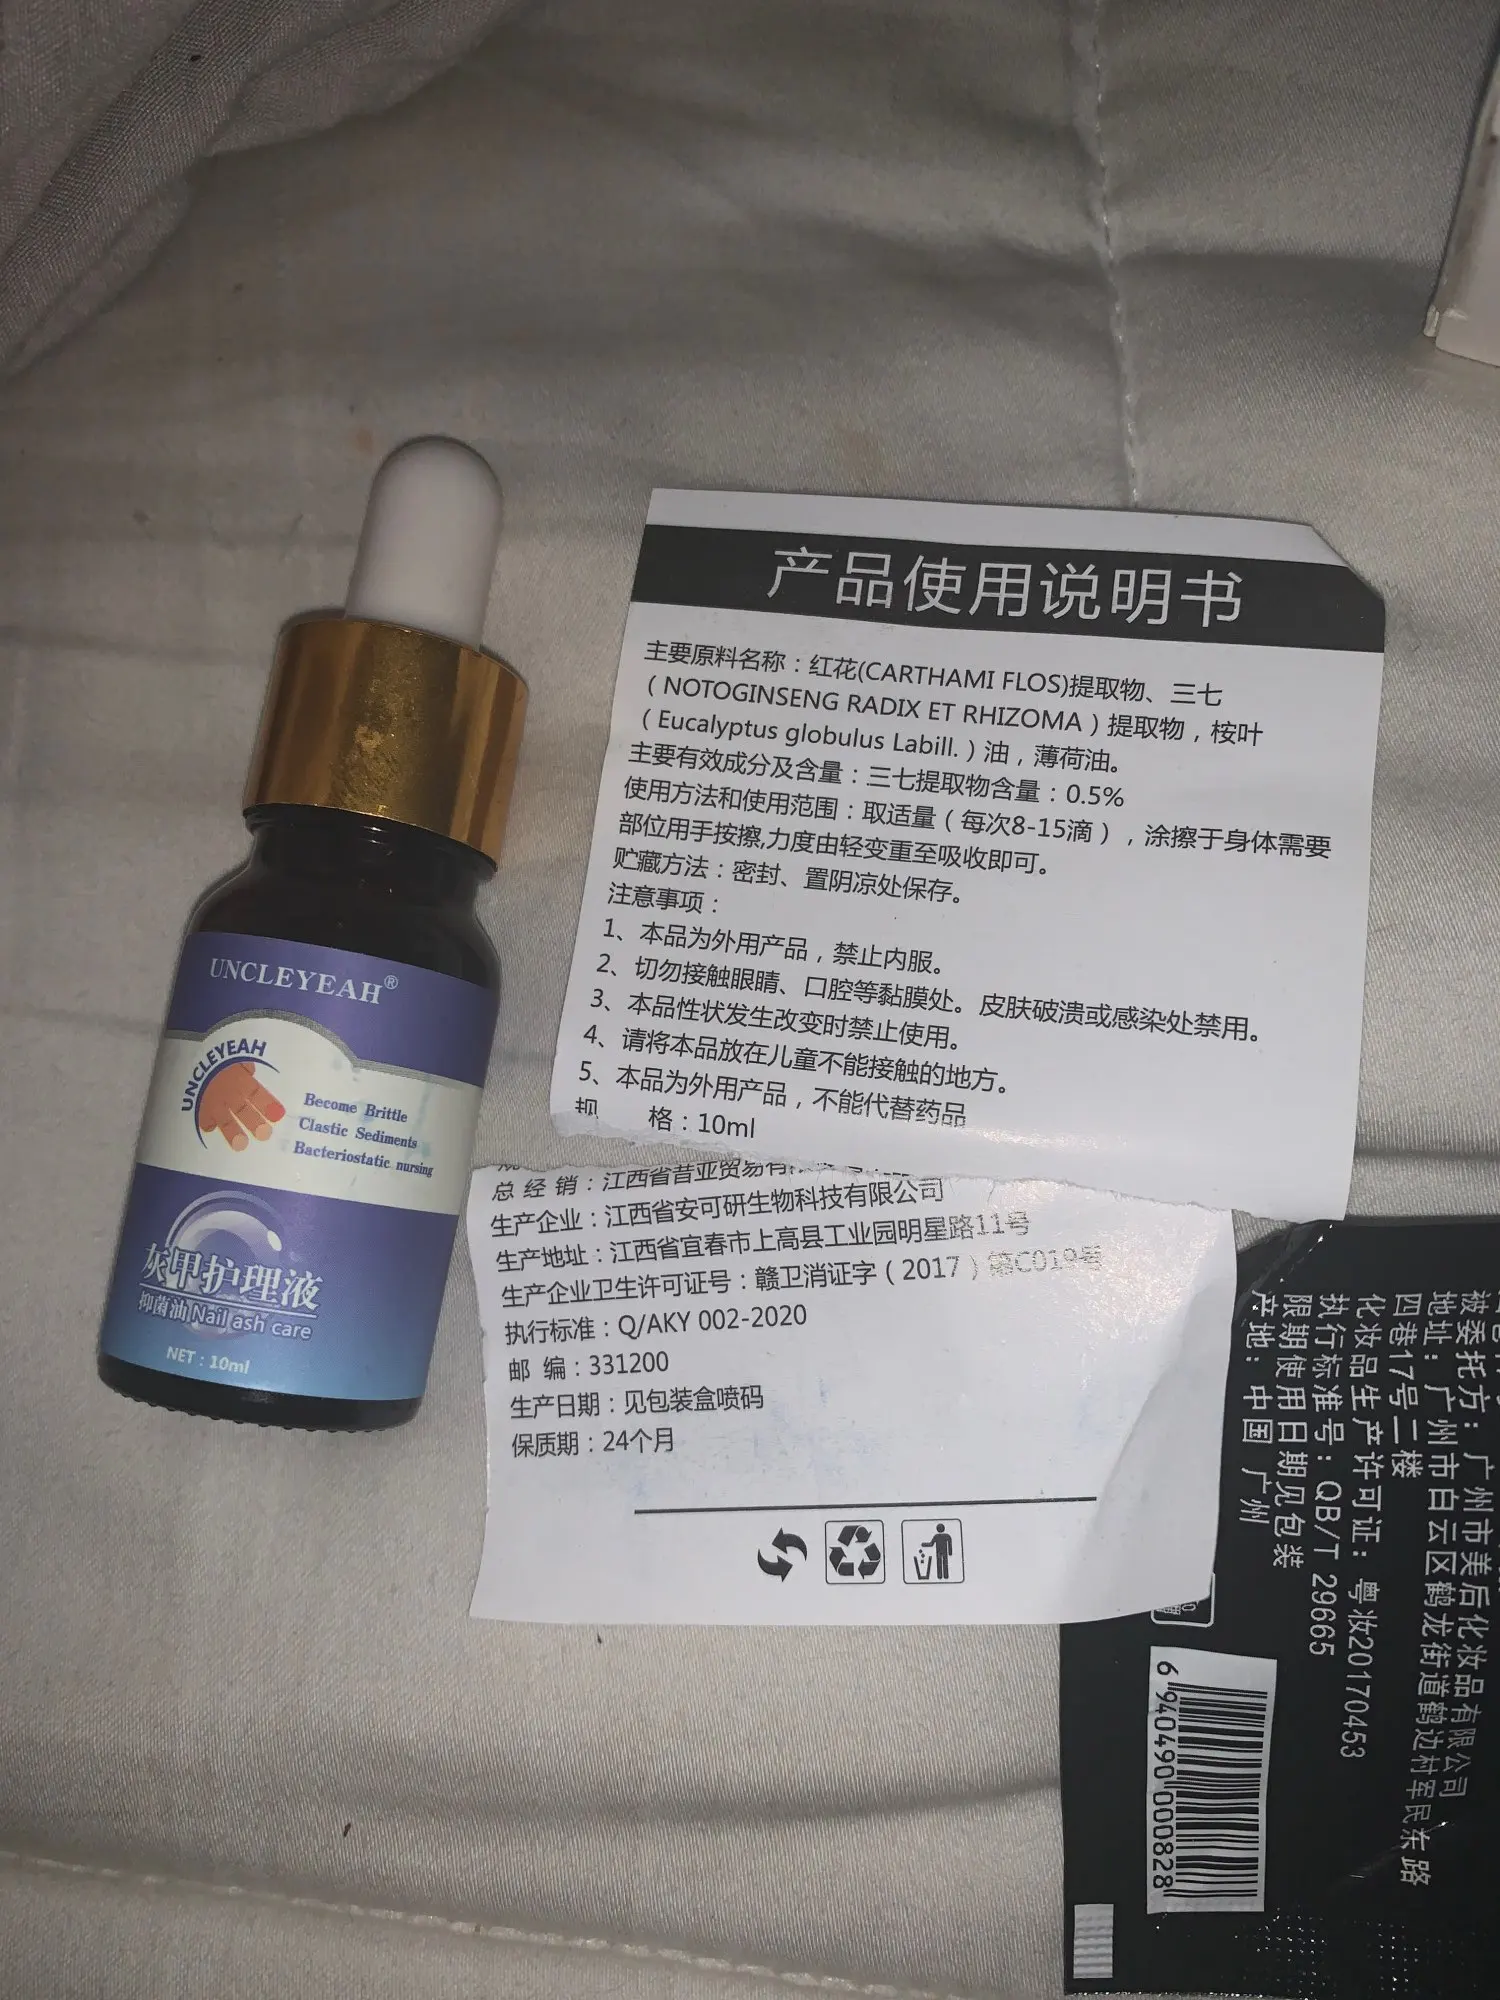 UNCLEYEAH®
UNCLEYEAH
Become Brittle
Clastic Sediments
Bacteriostatic nursing
灰甲护理液
抑菌油 Nail ash care
NET：10ml
产品使用说明书
主要原料名称：红花(CARTHAMI FLOS)提取物、三七
（NOTOGINSENG RADIX ET RHIZOMA）提取物，桉叶
（Eucalyptus globulus Labill.）油，薄荷油。
主要有效成分及含量：三七提取物含量：0.5%
使用方法和使用范围：取适量（每次8-15滴），涂擦于身体需要
部位用手按擦,力度由轻变重至吸收即可。
贮藏方法：密封、置阴凉处保存。
注意事项：
1、本品为外用产品，禁止内服。
2、切勿接触眼睛、口腔等黏膜处。皮肤破溃或感染处禁用。
3、本品性状发生改变时禁止使用。
4、请将本品放在儿童不能接触的地方。
5、本品为外用产品，不能代替药品
规 格：10ml
总 经 销：江西省昔亚贸易有限
生产企业：江西省安可研生物科技有限公司
生产地址：江西省宜春市上高县工业园明星路11号
生产企业卫生许可证号：赣卫消证字（2017）第C019号
执行标准：Q/AKY 002-2020
邮 编：331200
生产日期：见包装盒喷码
保质期：24个月
被委托方：广州市美后化妆品有限公司
地址：广州市白云区鹤龙街道鹤边村军民东路
四巷17号二楼
化妆品生产许可证：粤妆20170453
执行标准号：QB/T 29665
限期使用日期见包装
产地：中国 广州
6 940490 000828